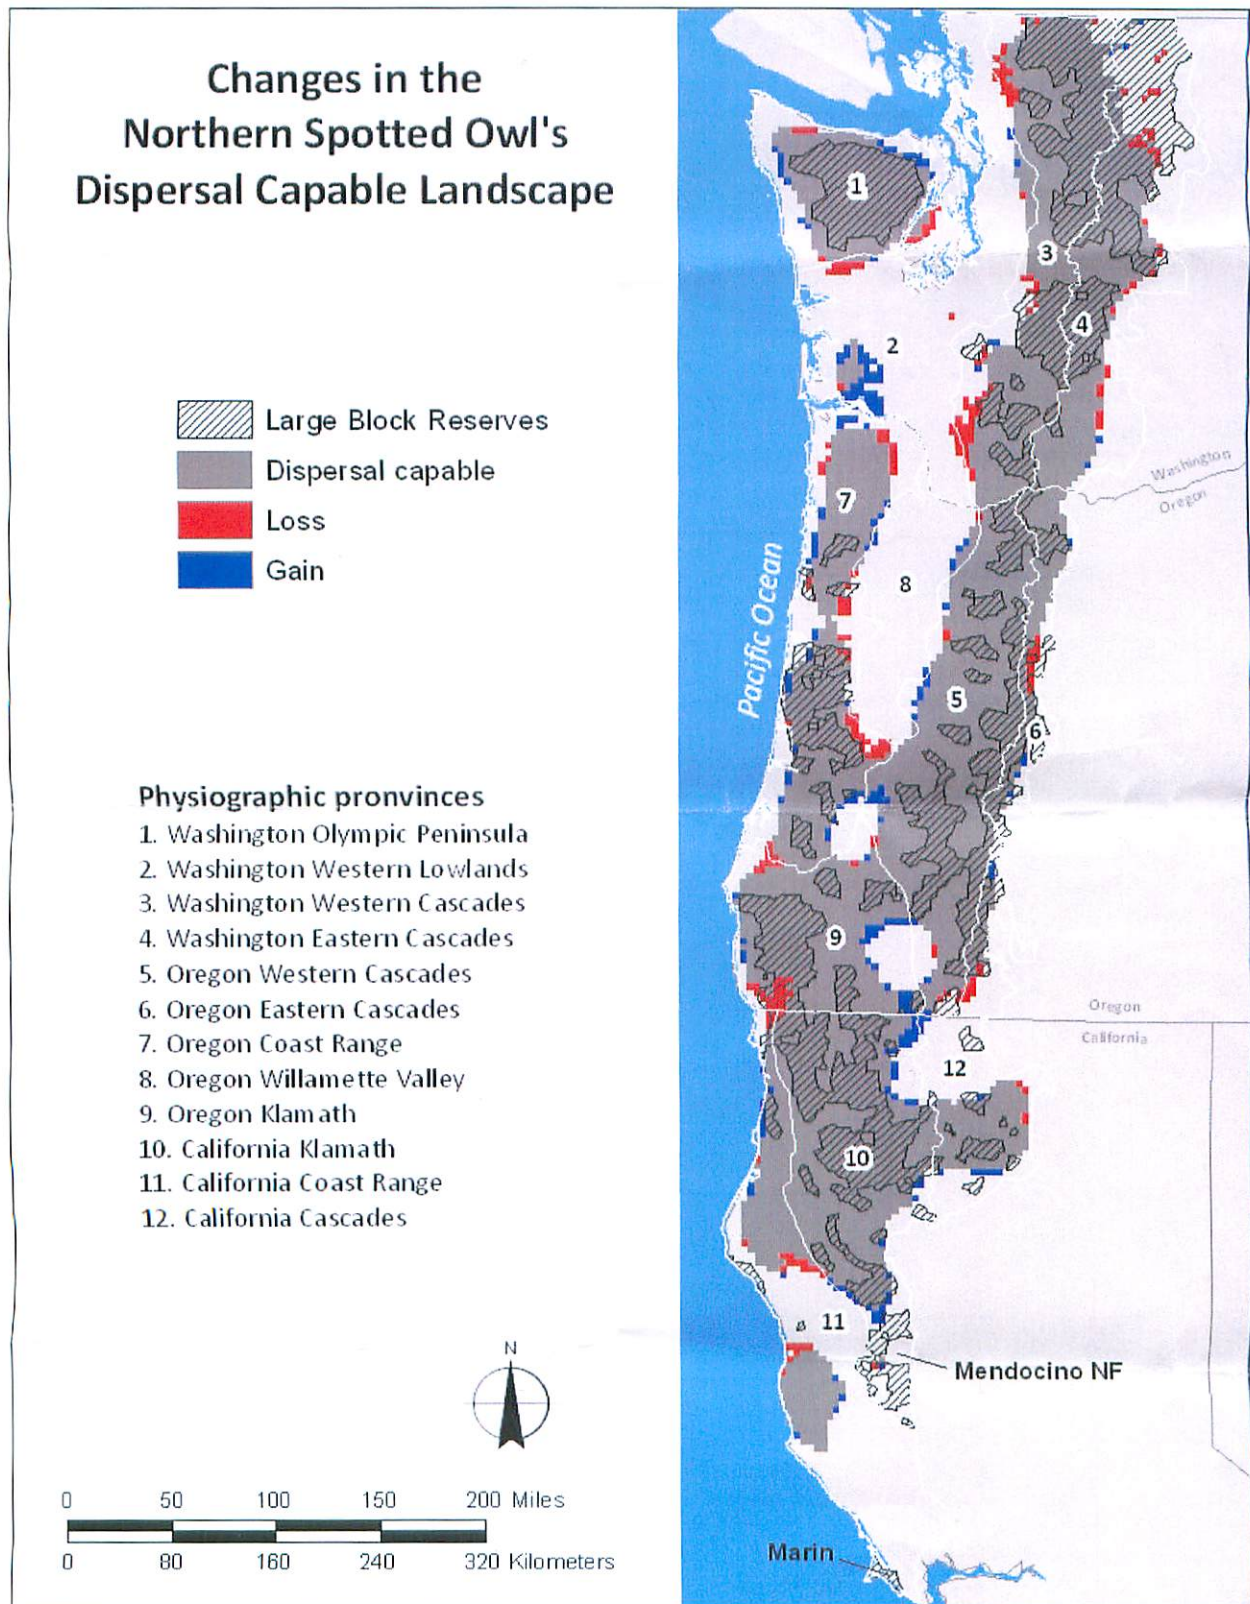 Changes in the
Northern Spotted Owl's
Dispersal Capable Landscape
Large Block Reserves
Dispersal capable
Loss
Gain
Physiographic pronvinces
1. Washington Olympic Peninsula
2. Washington Western Lowlands
3. Washington Western Cascades
4. Washington Eastern Cascades
5. Oregon Western Cascades
6. Oregon Eastern Cascades
7. Oregon Coast Range
8. Oregon Willamette Valley
9. Oregon Klamath
10. California Klamath
11. California Coast Range
12. California Cascades
N
0 50 100 150 200 Miles
0 80 160 240 320 Kilometers
1
3
4
2
Washington
Oregon
7
Pacific Ocean
8
5
6
9
Oregon
California
12
10
11
Mendocino NF
Marin